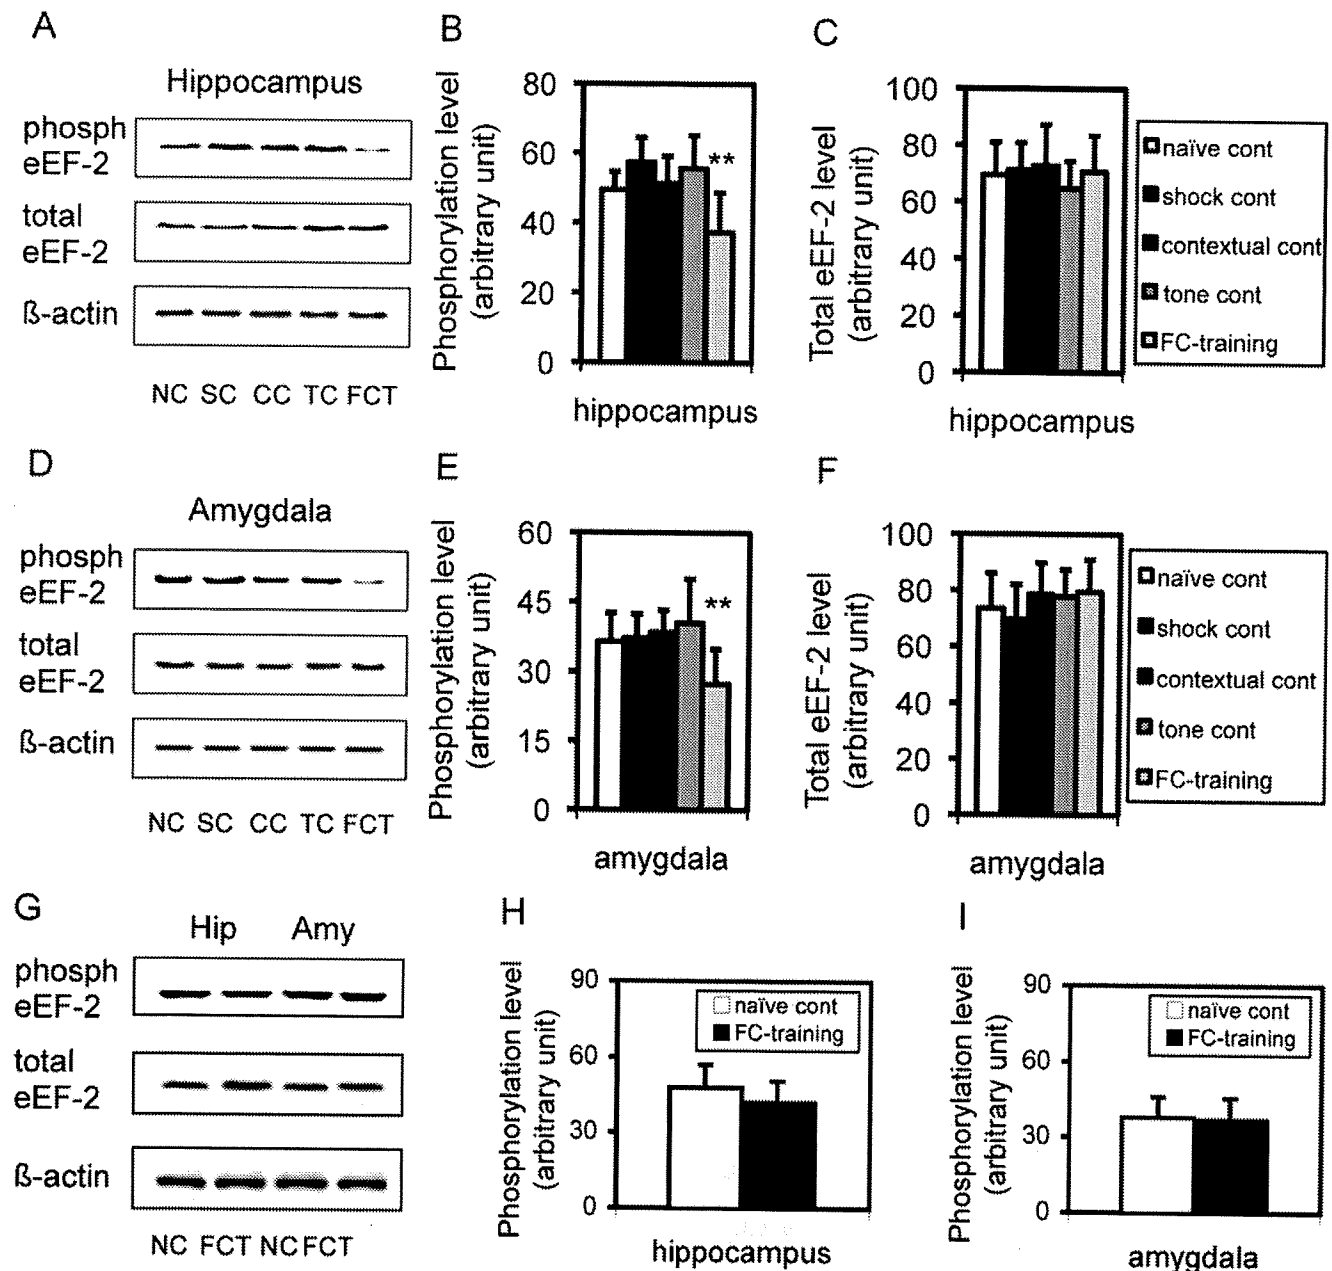 A
Hippocampus
phosph
eEF-2
total
eEF-2
ß-actin
NC SC CC TC FCT
B
Phosphorylation level
(arbitrary unit)
80
60
40
20
0
**
hippocampus
C
Total eEF-2 level
(arbitrary unit)
100
80
60
40
20
0
hippocampus
naïve cont
shock cont
contextual cont
tone cont
FC-training
D
Amygdala
phosph
eEF-2
total
eEF-2
ß-actin
NC SC CC TC FCT
E
Phosphorylation level
(arbitrary unit)
60
45
30
15
0
**
amygdala
F
Total eEF-2 level
(arbitrary unit)
100
80
60
40
20
0
amygdala
naïve cont
shock cont
contextual cont
tone cont
FC-training
G
Hip Amy
phosph
eEF-2
total
eEF-2
ß-actin
NC FCT NC FCT
H
Phosphorylation level
(arbitrary unit)
90
60
30
0
naïve cont
FC-training
hippocampus
I
Phosphorylation level
(arbitrary unit)
90
60
30
0
naïve cont
FC-training
amygdala